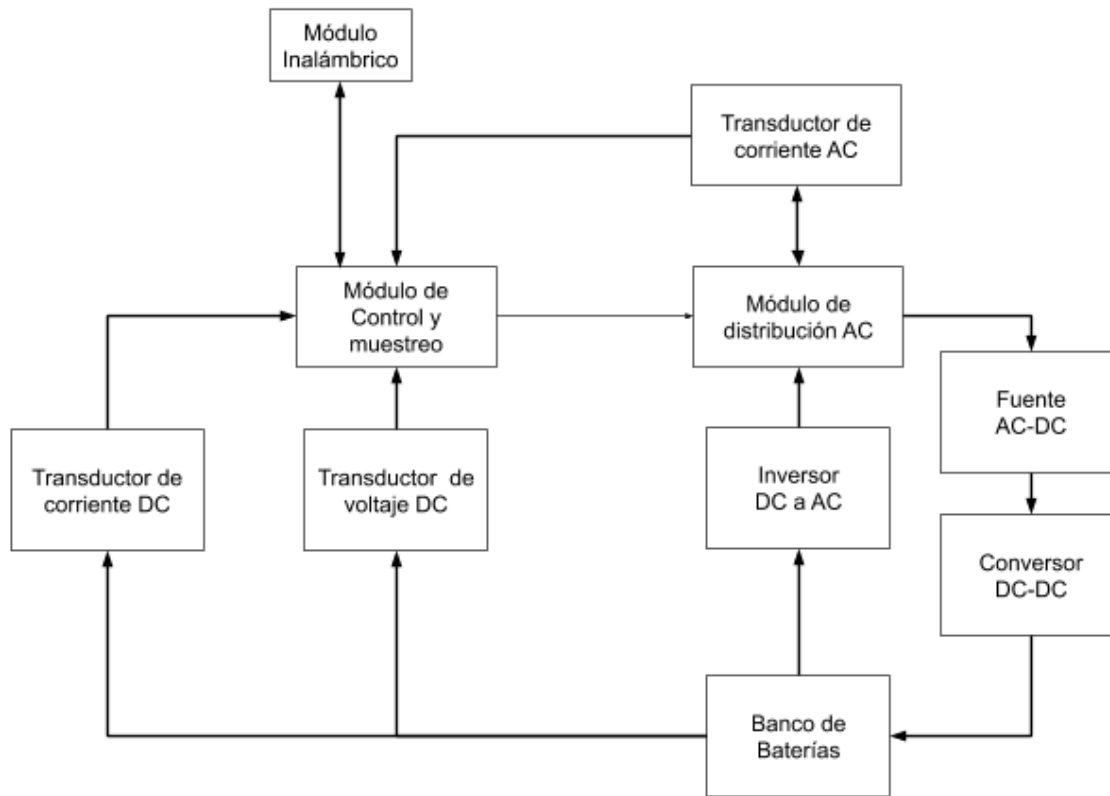 Módulo
Inalámbrico
Transductor de
corriente AC
Módulo de
Control y
muestreo
Módulo de
distribución AC
Fuente
AC-DC
Transductor de
corriente DC
Transductor de
voltaje DC
Inversor
DC a AC
Conversor
DC-DC
Banco de
Baterías